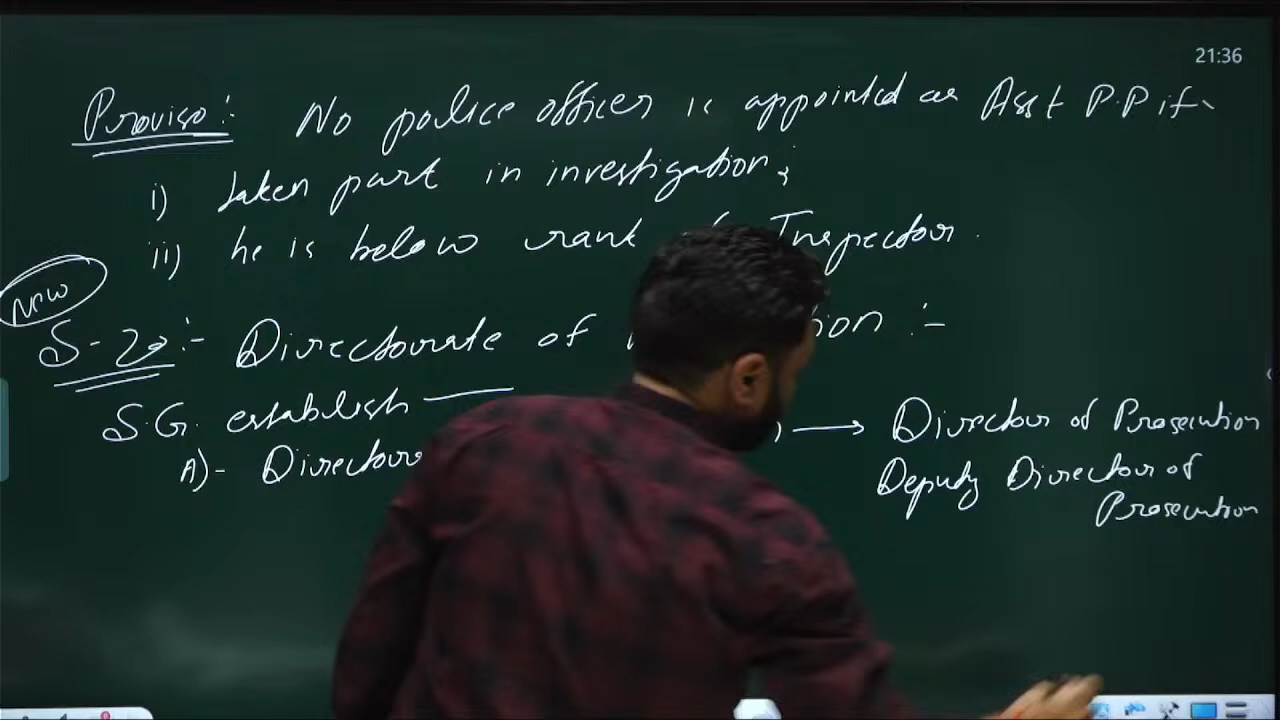 21:36
Proviso:- No police officer is appointed as Asst P.P if
i) taken part in investigation;
ii) he is below rank Inspector.
New
S-20:- Directorate of :-
S.G. establish
A)- → Director of Prosecution
Deputy Director of
Prosecution